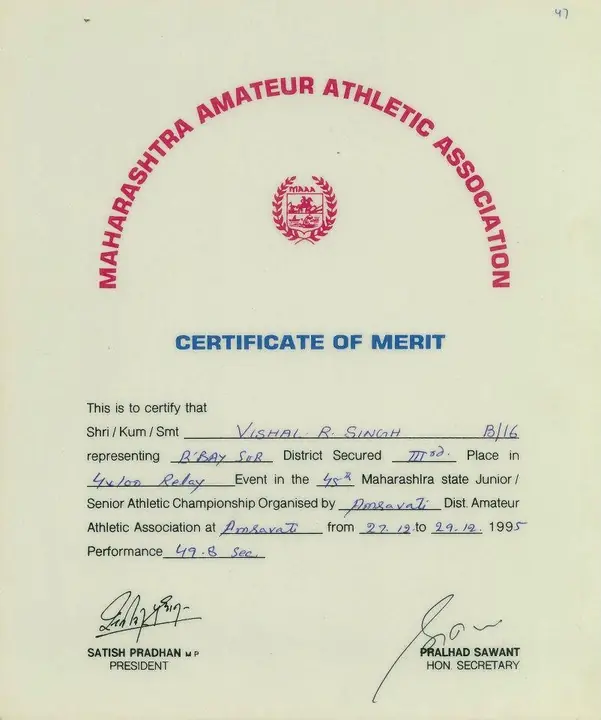 47
MAHARASHTRA AMATEUR ATHLETIC ASSOCIATION
MAAA
CERTIFICATE OF MERIT
This is to certify that
Shri / Kum / Smt VISHAL R. SINGH B/16
representing B'BAY SUB District Secured IIIrd. Place in
4x100 Relay Event in the 45th Maharashtra state Junior /
Senior Athletic Championship Organised by Amravati Dist. Amateur
Athletic Association at Amravati from 27.12. to 29.12. 1995
Performance 49.8 Sec.
SATISH PRADHAN M P
PRESIDENT
PRALHAD SAWANT
HON. SECRETARY